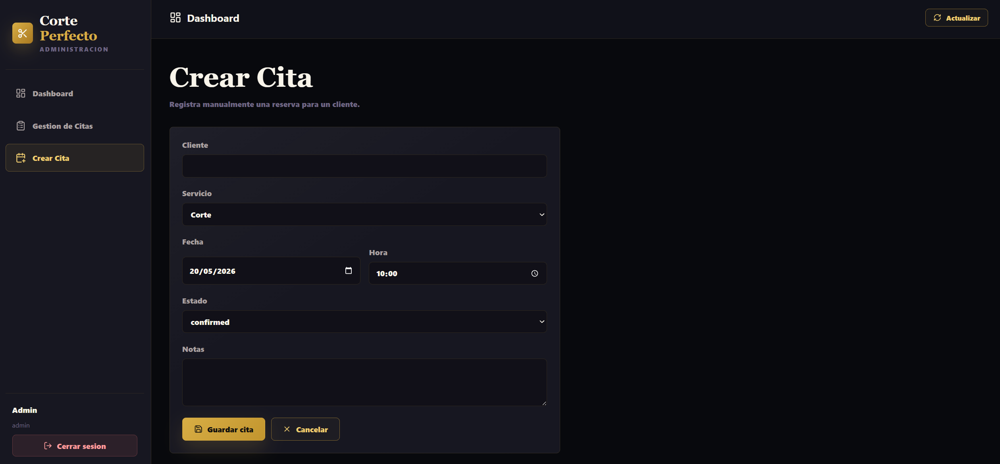 Corte
Perfecto
ADMINISTRACION
Dashboard
Gestion de Citas
Crear Cita
Admin
admin
Cerrar sesion
Dashboard
Actualizar
Crear Cita
Registra manualmente una reserva para un cliente.
Cliente
Servicio
Corte
Fecha
Hora
20/05/2026
10:00
Estado
confirmed
Notas
Guardar cita
Cancelar